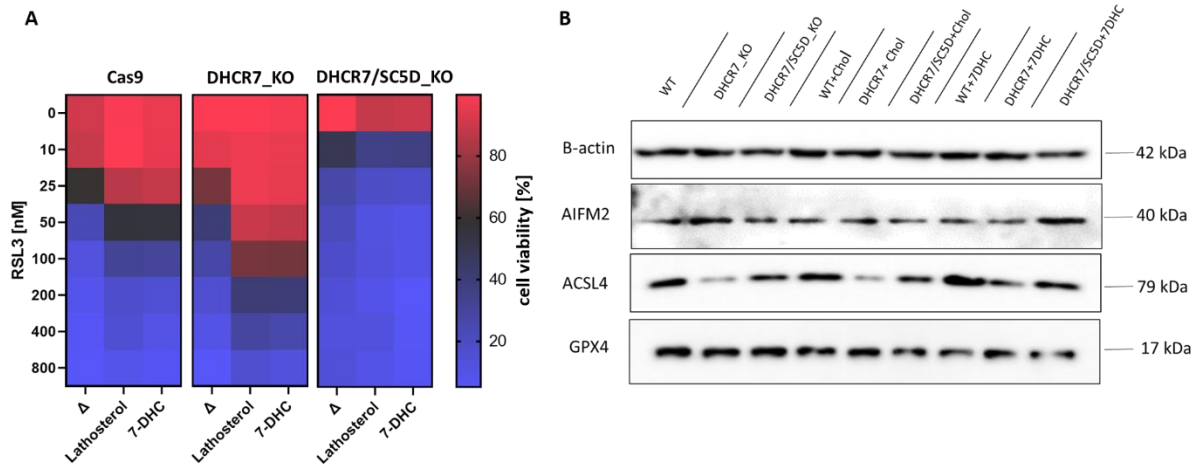 A
Cas9
DHCR7_KO
DHCR7/SC5D_KO
RSL3 [nM]
0
10
25
50
100
200
400
800
Δ
Lathosterol
7-DHC
Δ
Lathosterol
7-DHC
Δ
Lathosterol
7-DHC
cell viability [%]
80
60
40
20
B
WT
DHCR7_KO
DHCR7/SC5D_KO
WT+Chol
DHCR7+ Chol
DHCR7/SC5D+Chol
WT+7DHC
DHCR7+7DHC
DHCR7/SC5D+7DHC
B-actin
42 kDa
AIFM2
40 kDa
ACSL4
79 kDa
GPX4
17 kDa